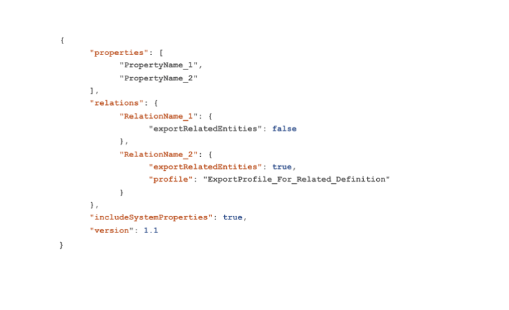 {
"properties": [
"PropertyName_1",
"PropertyName_2"
],
"relations": {
"RelationName_1": {
"exportRelatedEntities": false
},
"RelationName_2": {
"exportRelatedEntities": true,
"profile": "ExportProfile_For_Related_Definition"
}
},
"includeSystemProperties": true,
"version": 1.1
}